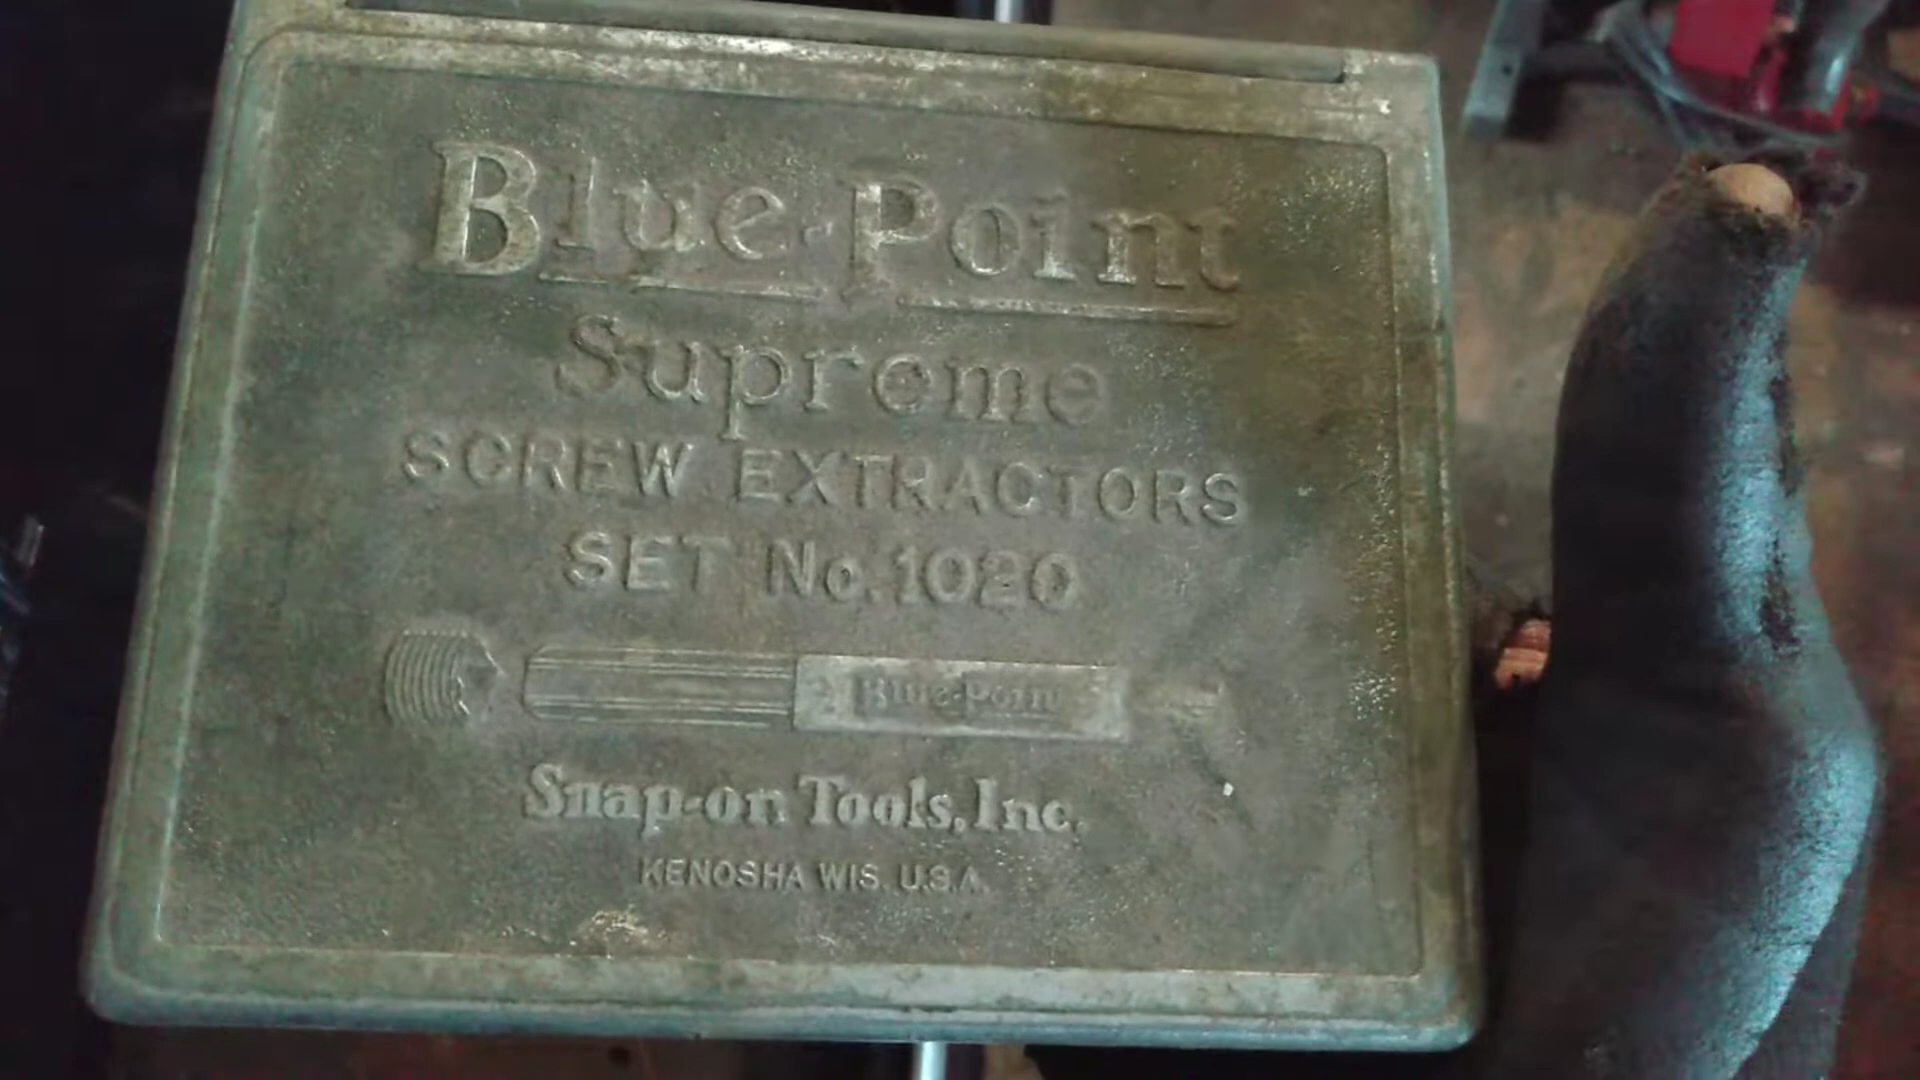 Blue-Point
Supreme
SCREW EXTRACTORS
SET No. 1020
Blue-Point
Snap-on Tools, Inc.
KENOSHA WIS. U.S.A.